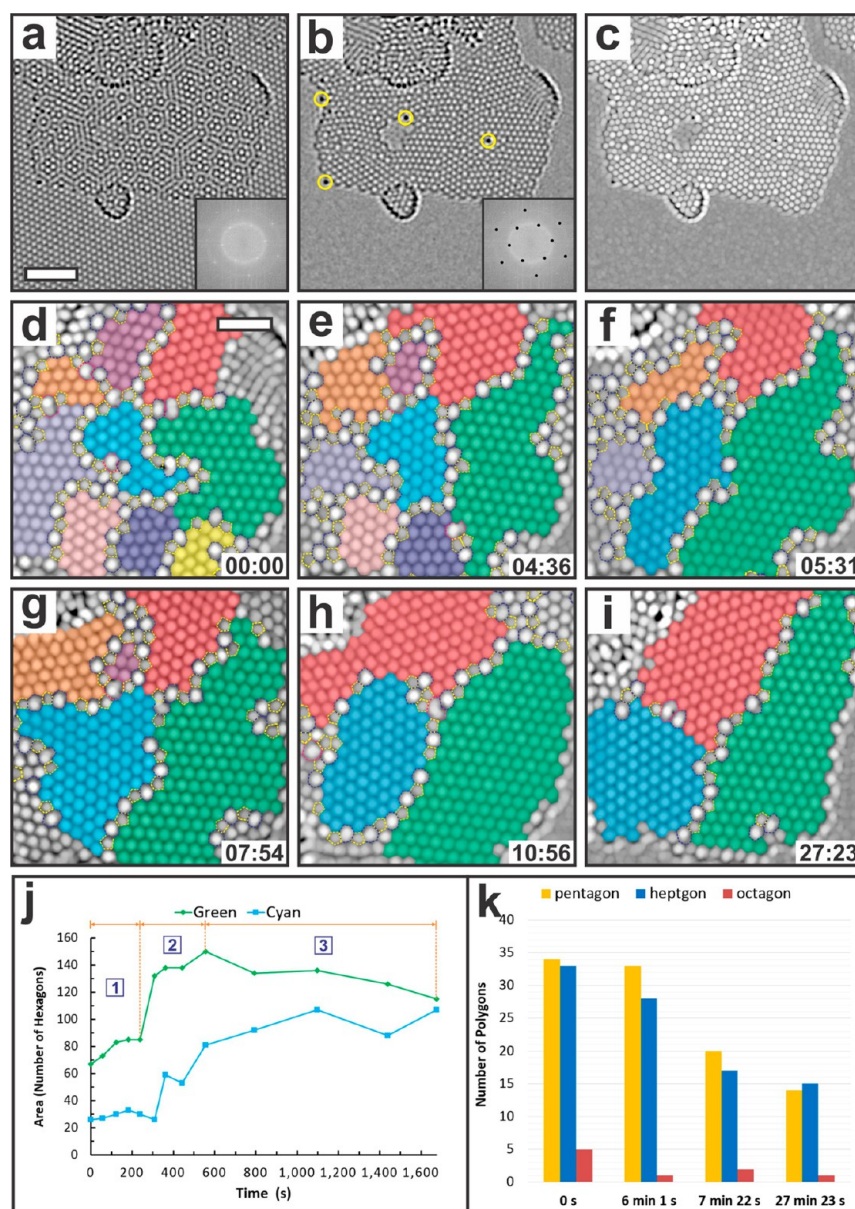 a
b
c
d
00:00
e
04:36
f
05:31
g
07:54
h
10:56
i
27:23
j
Green
Cyan
160
140
120
100
80
60
40
20
0
1
2
3
0
200
400
600
800
1,000
1,200
1,400
1,600
Area (Number of Hexagons)
Time (s)
k
pentagon
heptgon
octagon
40
35
30
25
20
15
10
5
0
Number of Polygons
0 s
6 min 1 s
7 min 22 s
27 min 23 s